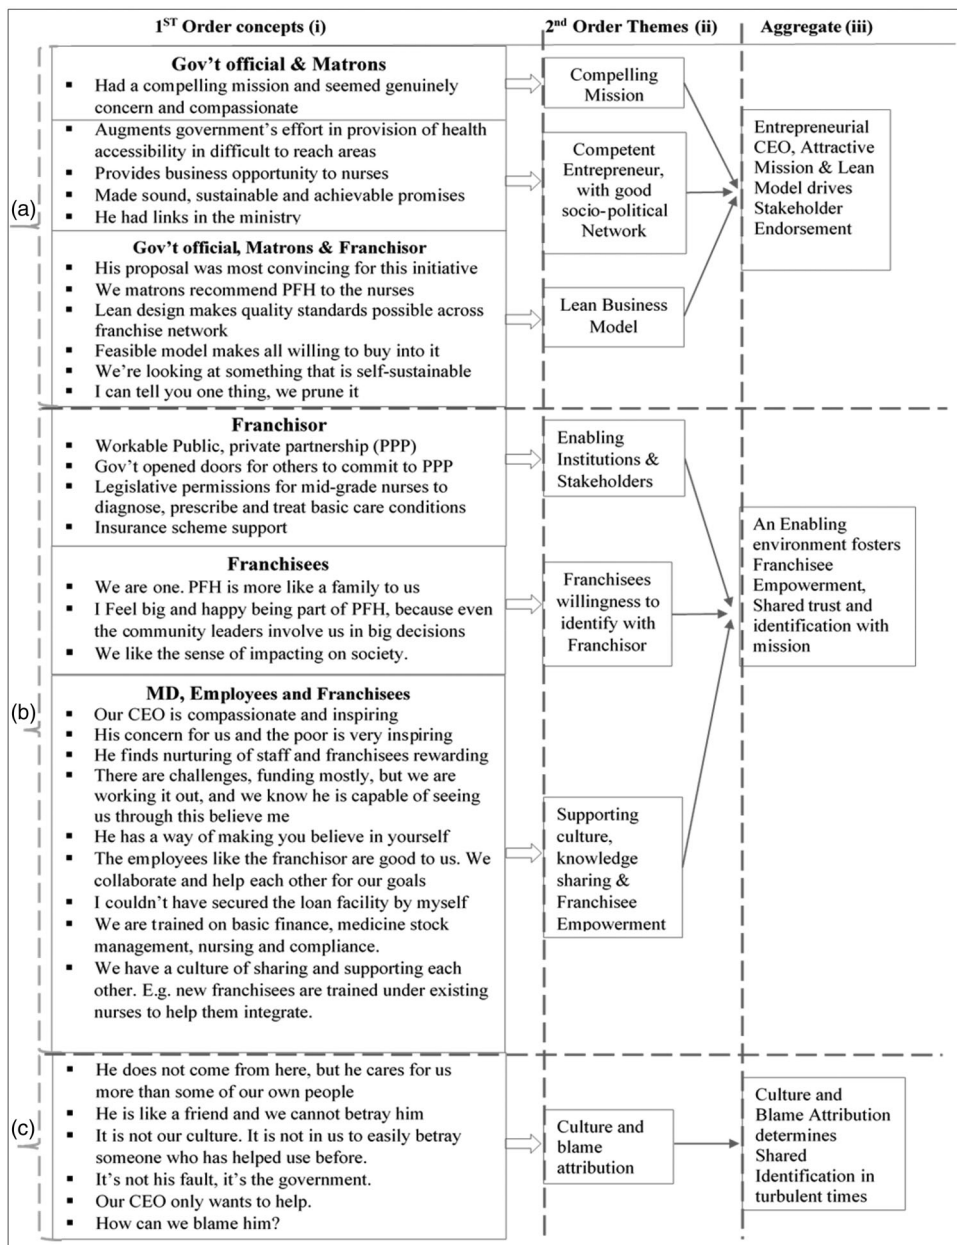 1ST Order concepts (i)
2nd Order Themes (ii)
Aggregate (iii)
(a)
Gov't official & Matrons
▪ Had a compelling mission and seemed genuinely
concern and compassionate
▪ Augments government's effort in provision of health
accessibility in difficult to reach areas
▪ Provides business opportunity to nurses
▪ Made sound, sustainable and achievable promises
▪ He had links in the ministry
Gov't official, Matrons & Franchisor
▪ His proposal was most convincing for this initiative
▪ We matrons recommend PFH to the nurses
▪ Lean design makes quality standards possible across
franchise network
▪ Feasible model makes all willing to buy into it
▪ We're looking at something that is self-sustainable
▪ I can tell you one thing, we prune it
Compelling
Mission
Competent
Entrepreneur,
with good
socio-political
Network
Lean Business
Model
Entrepreneurial
CEO, Attractive
Mission & Lean
Model drives
Stakeholder
Endorsement
(b)
Franchisor
▪ Workable Public, private partnership (PPP)
▪ Gov't opened doors for others to commit to PPP
▪ Legislative permissions for mid-grade nurses to
diagnose, prescribe and treat basic care conditions
▪ Insurance scheme support
Franchisees
▪ We are one. PFH is more like a family to us
▪ I Feel big and happy being part of PFH, because even
the community leaders involve us in big decisions
▪ We like the sense of impacting on society.
MD, Employees and Franchisees
▪ Our CEO is compassionate and inspiring
▪ His concern for us and the poor is very inspiring
▪ He finds nurturing of staff and franchisees rewarding
▪ There are challenges, funding mostly, but we are
working it out, and we know he is capable of seeing
us through this believe me
▪ He has a way of making you believe in yourself
▪ The employees like the franchisor are good to us. We
collaborate and help each other for our goals
▪ I couldn't have secured the loan facility by myself
▪ We are trained on basic finance, medicine stock
management, nursing and compliance.
▪ We have a culture of sharing and supporting each
other. E.g. new franchisees are trained under existing
nurses to help them integrate.
Enabling
Institutions &
Stakeholders
Franchisees
willingness to
identify with
Franchisor
Supporting
culture,
knowledge
sharing &
Franchisee
Empowerment
An Enabling
environment fosters
Franchisee
Empowerment,
Shared trust and
identification with
mission
(c)
▪ He does not come from here, but he cares for us
more than some of our own people
▪ He is like a friend and we cannot betray him
▪ It is not our culture. It is not in us to easily betray
someone who has helped use before.
▪ It's not his fault, it's the government.
▪ Our CEO only wants to help.
▪ How can we blame him?
Culture and
blame
attribution
Culture and
Blame Attribution
determines
Shared
Identification in
turbulent times